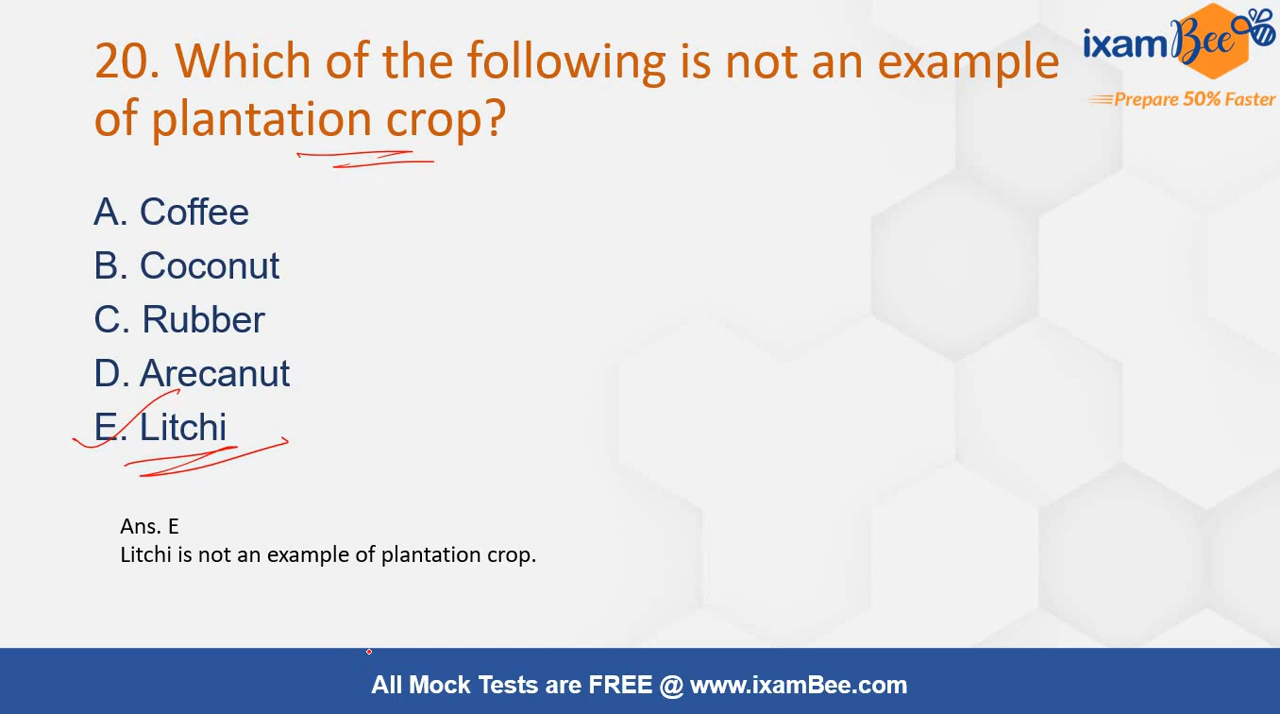 ixamBee
Prepare 50% Faster
20. Which of the following is not an example
of plantation crop?
A. Coffee
B. Coconut
C. Rubber
D. Arecanut
E. Litchi
Ans. E
Litchi is not an example of plantation crop.
All Mock Tests are FREE @ www.ixamBee.com